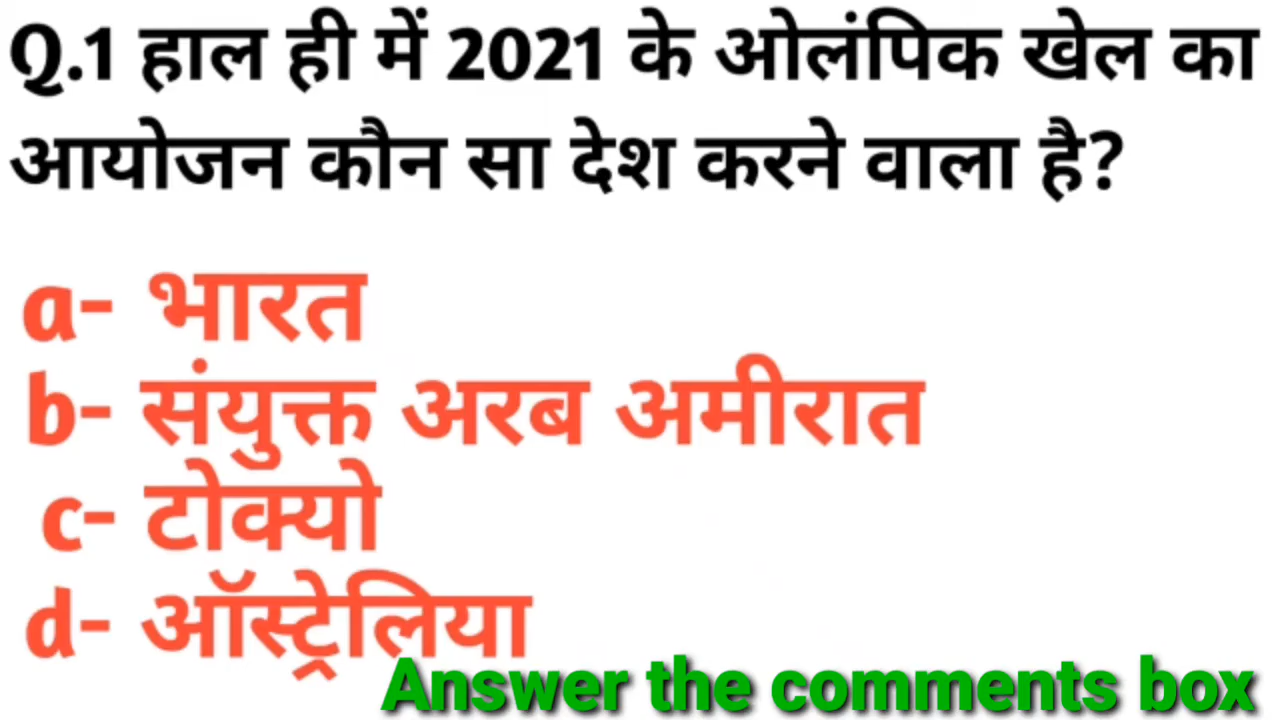 Q.1 हाल ही में 2021 के ओलंपिक खेल का
आयोजन कौन सा देश करने वाला है?
a- भारत
b- संयुक्त अरब अमीरात
c- टोक्यो
d- ऑस्ट्रेलिया
Answer the comments box